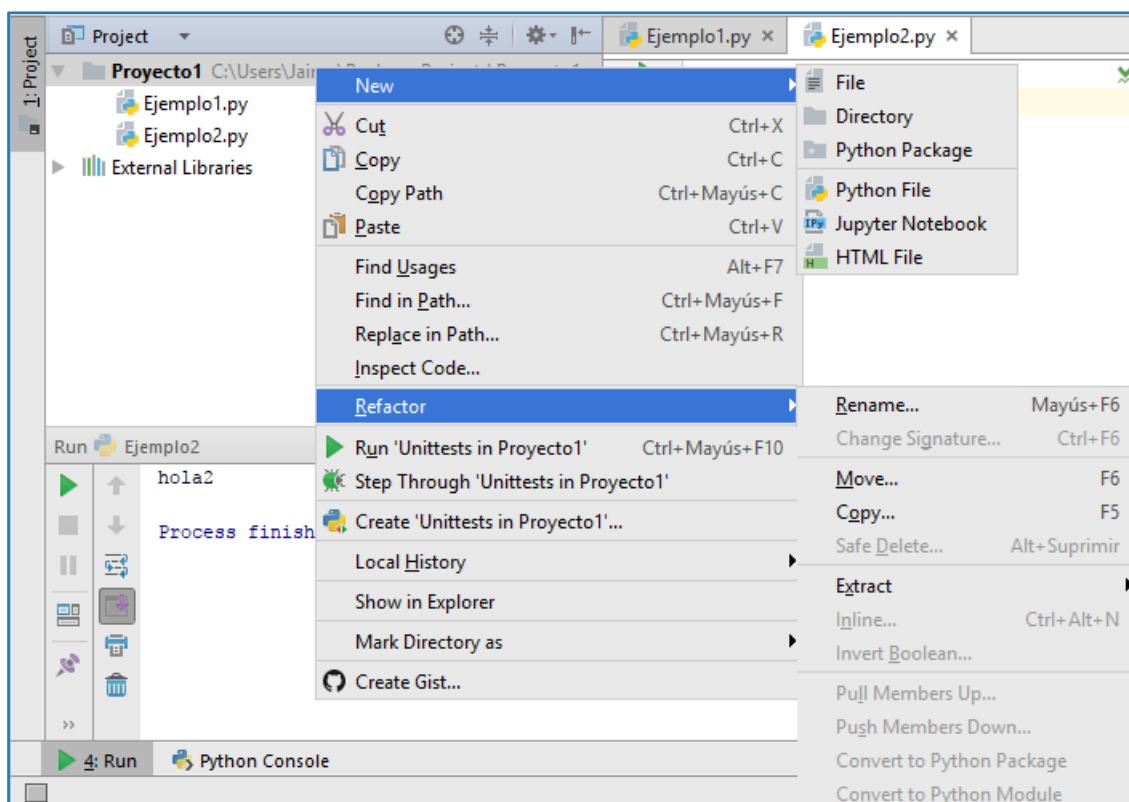 1: Project
Project
Ejemplo1.py
Ejemplo2.py
Proyecto1
Ejemplo1.py
Ejemplo2.py
External Libraries
New
Cut Ctrl+X
Copy Ctrl+C
Copy Path Ctrl+Mayús+C
Paste Ctrl+V
Find Usages Alt+F7
Find in Path... Ctrl+Mayús+F
Replace in Path... Ctrl+Mayús+R
Inspect Code...
Refactor
Run 'Unittests in Proyecto1' Ctrl+Mayús+F10
Step Through 'Unittests in Proyecto1'
Create 'Unittests in Proyecto1'...
Local History
Show in Explorer
Mark Directory as
Create Gist...
File
Directory
Python Package
Python File
IPy Jupyter Notebook
H HTML File
Rename... Mayús+F6
Change Signature... Ctrl+F6
Move... F6
Copy... F5
Safe Delete... Alt+Suprimir
Extract
Inline... Ctrl+Alt+N
Invert Boolean...
Pull Members Up...
Push Members Down...
Convert to Python Package
Convert to Python Module
Run Ejemplo2
hola2
Process finish
4: Run
Python Console